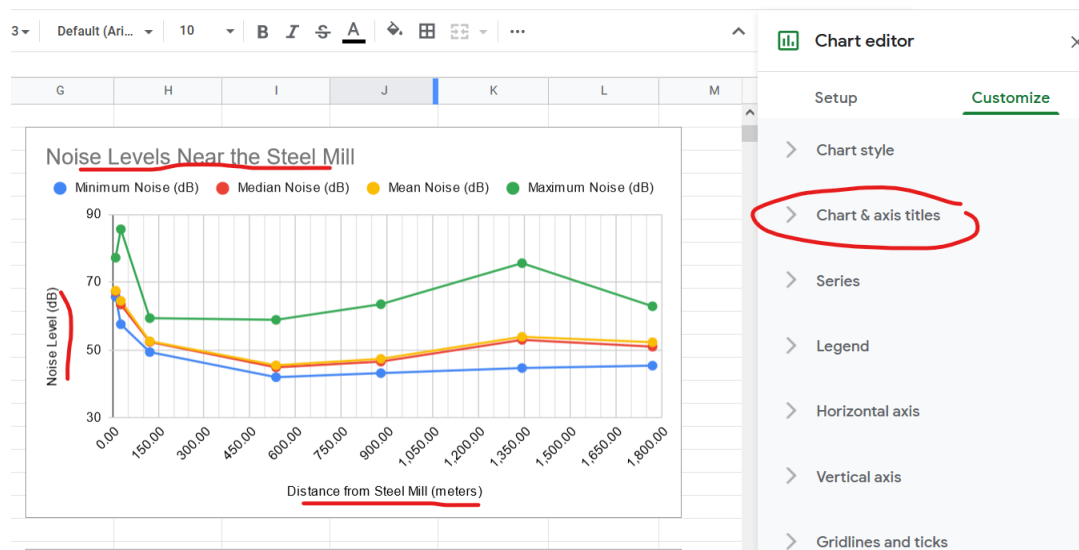 3 Default (Ari... 10 B I S A ...
Chart editor
G H I J K L M
Setup Customize
Noise Levels Near the Steel Mill
Minimum Noise (dB) Median Noise (dB) Mean Noise (dB) Maximum Noise (dB)
90
70
50
30
Noise Level (dB)
0.00 150.00 300.00 450.00 600.00 750.00 900.00 1,050.00 1,200.00 1,350.00 1,500.00 1,650.00 1,800.00
Distance from Steel Mill (meters)
Chart style
Chart & axis titles
Series
Legend
Horizontal axis
Vertical axis
Gridlines and ticks